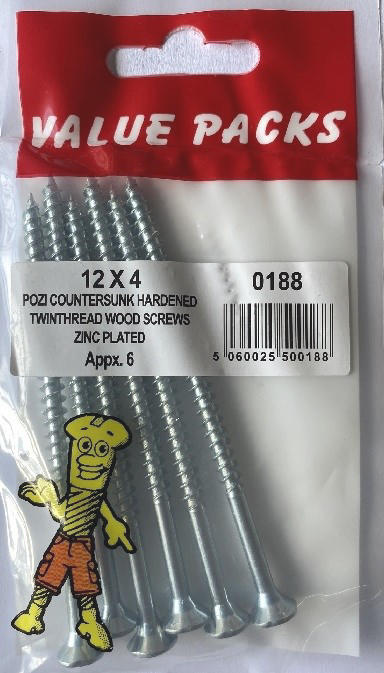 VALUE PACKS
12 X 4
POZI COUNTERSUNK HARDENED
TWINTHREAD WOOD SCREWS
ZINC PLATED
Appx. 6
0188
5 060025 500188